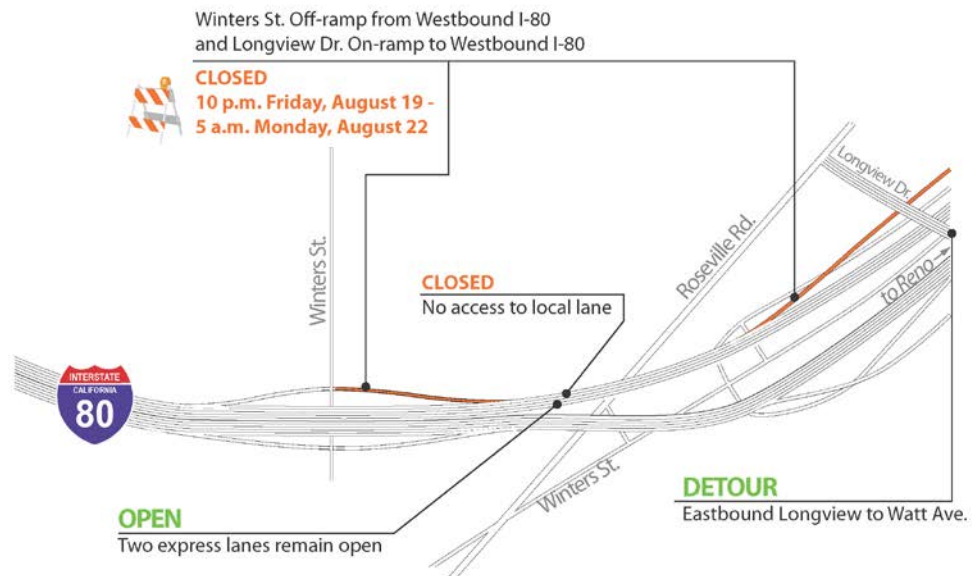 Winters St. Off-ramp from Westbound I-80
and Longview Dr. On-ramp to Westbound I-80
CLOSED
10 p.m. Friday, August 19 -
5 a.m. Monday, August 22
Longview Dr.
Roseville Rd.
Winters St.
to Reno
CLOSED
No access to local lane
INTERSTATE
CALIFORNIA
80
Winters St.
DETOUR
Eastbound Longview to Watt Ave.
OPEN
Two express lanes remain open